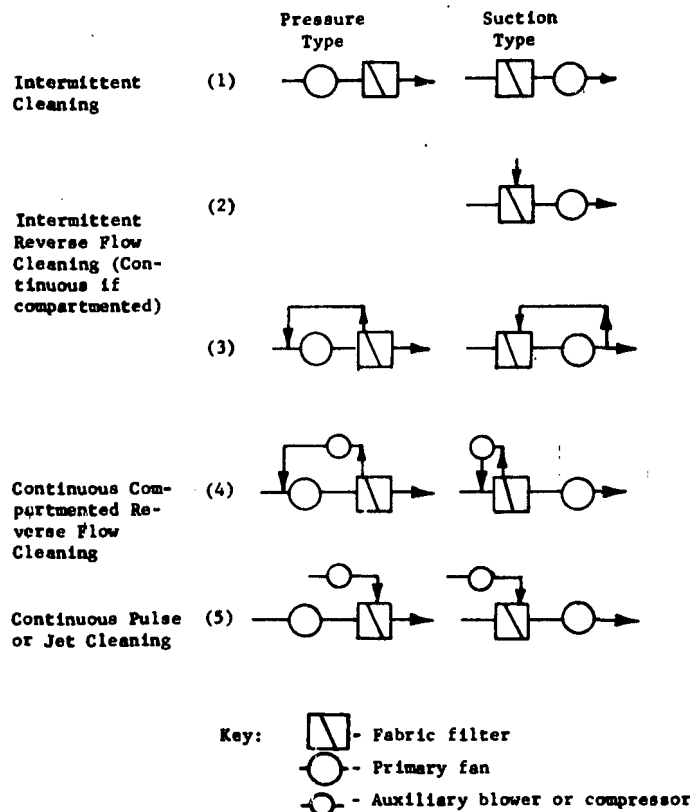 Pressure
Type
Suction
Type
Intermittent
Cleaning
(1)
(2)
Intermittent
Reverse Flow
Cleaning (Con-
tinuous if
compartmented)
(3)
Continuous Com-
partmented Re-
verse Flow
Cleaning
(4)
Continuous Pulse
or Jet Cleaning
(5)
Key:
- Fabric filter
- Primary fan
- Auxiliary blower or compressor